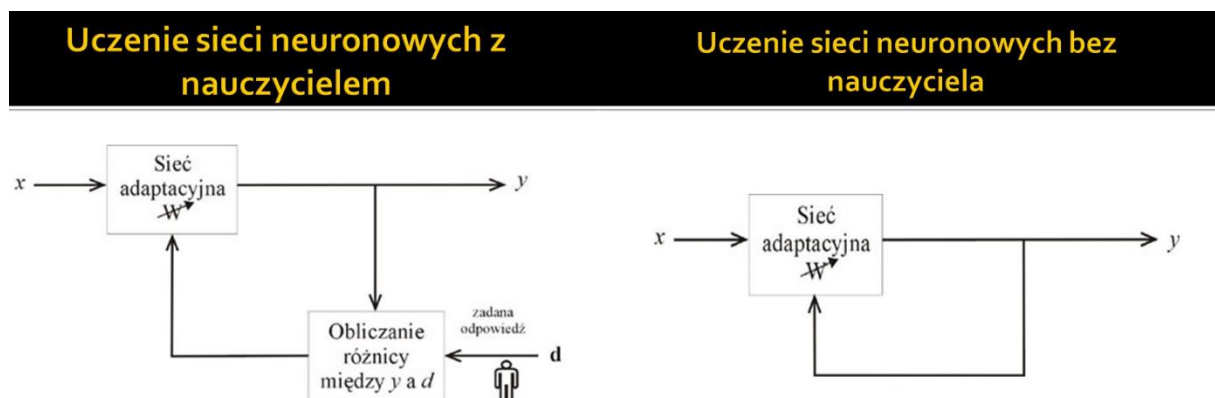 Uczenie sieci neuronowych z
nauczycielem
Sieć
adaptacyjna
W
x
y
zadana
odpowiedź
Obliczanie
różnicy
między y a d
d
Uczenie sieci neuronowych bez
nauczyciela
Sieć
adaptacyjna
W
x
y